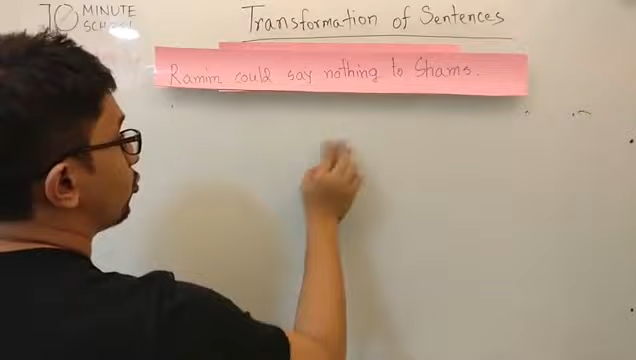 10 MINUTE
SCHOOL
Transformation of Sentences
Ramim could say nothing to Shams.